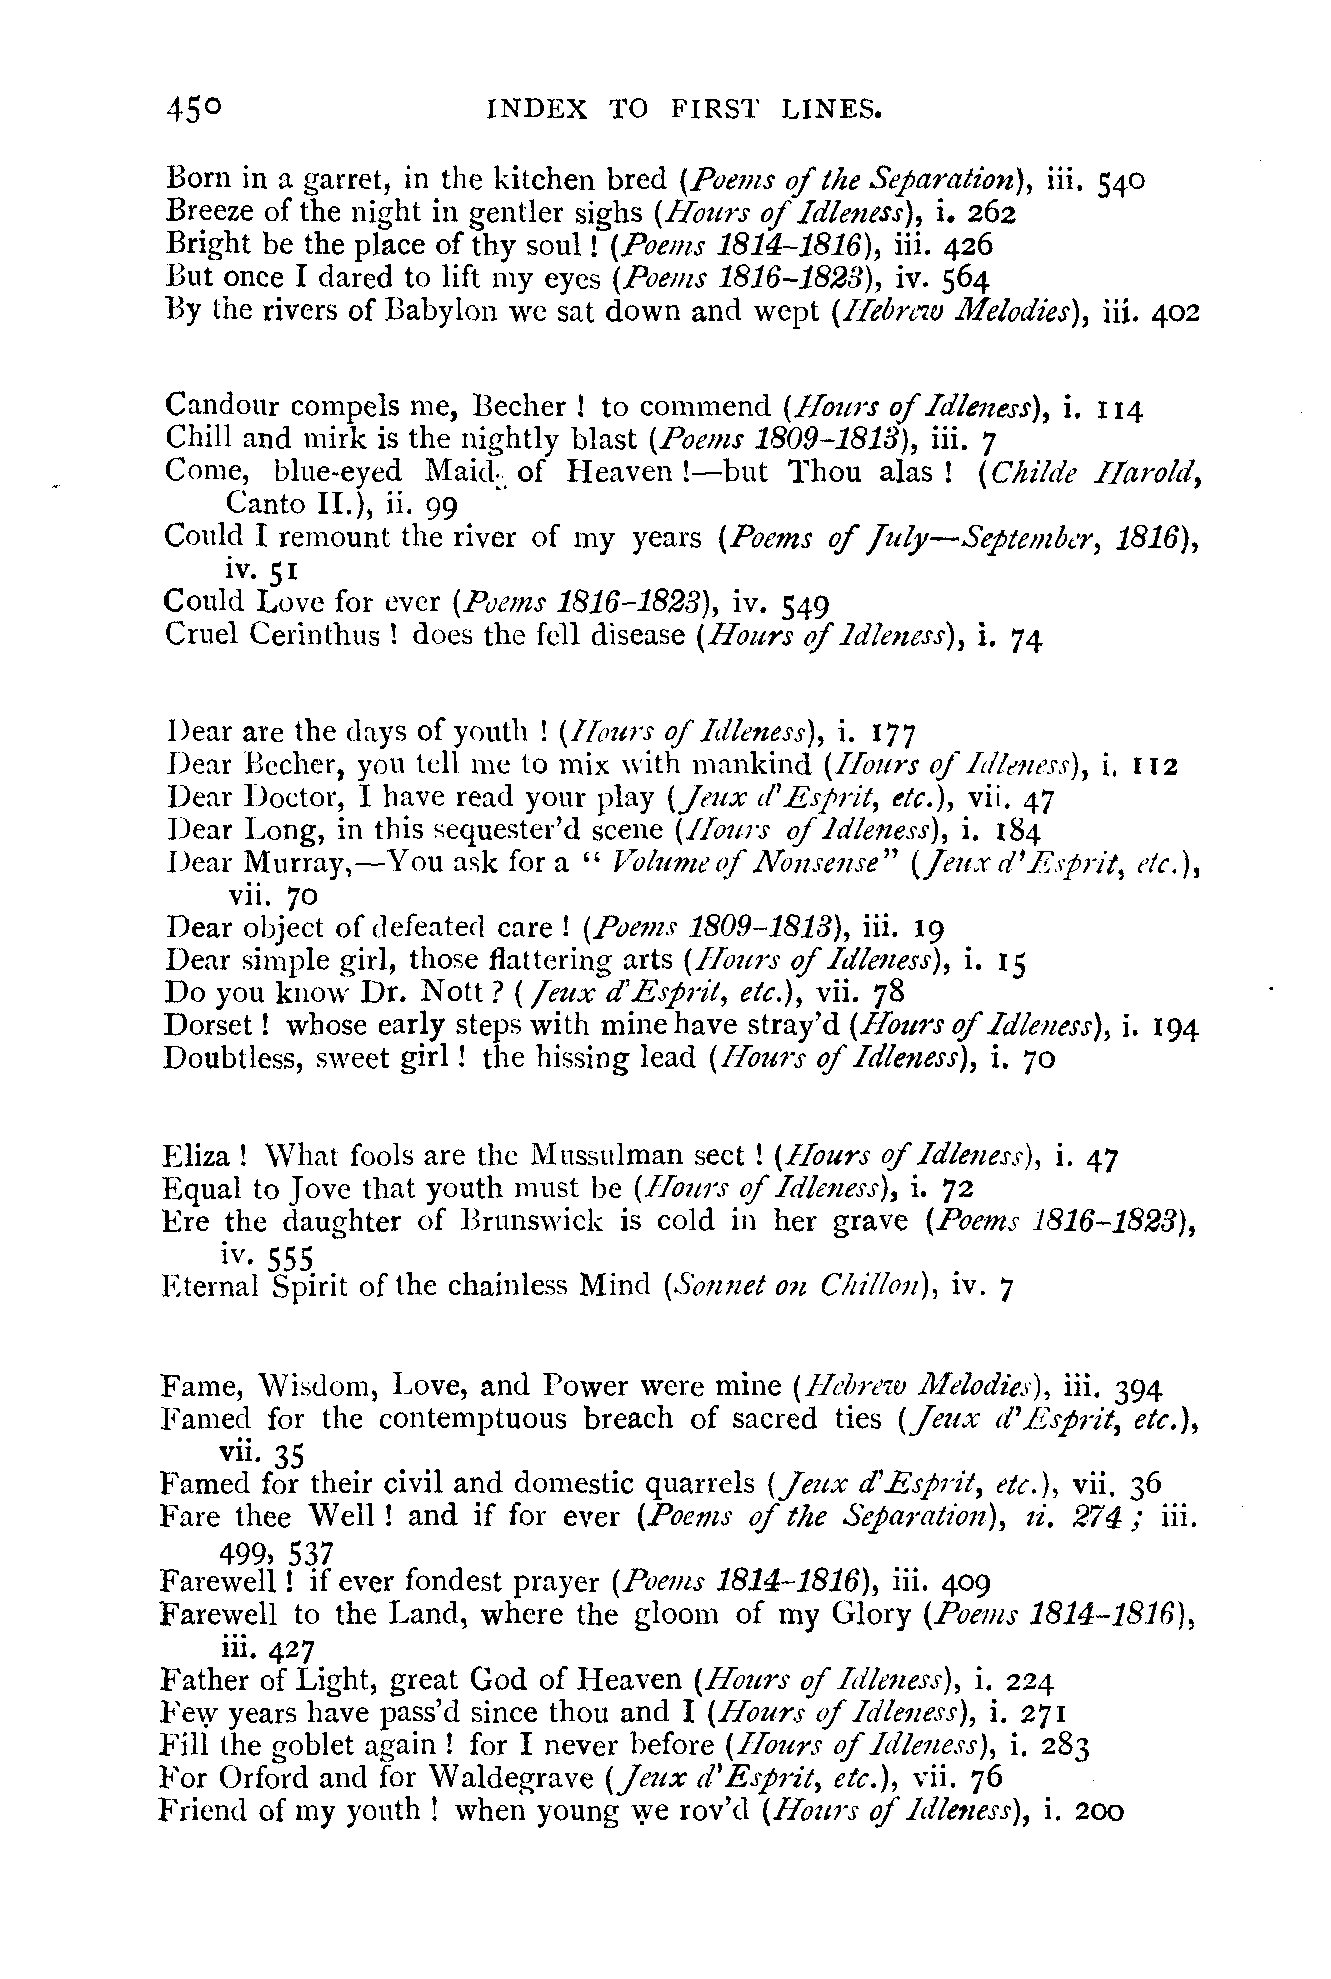 450 INDEX TO FIRST LINES.
Born in a garret, in the kitchen bred (Poems of the Separation), iii. 540
Breeze of the night in gentler sighs (Hours of Idleness), i. 262
Bright be the place of thy soul! (Poems 1814–1816), iii. 426
But once I dared to lift my eyes (Poems 1816–1823), iv. 564
By the rivers of Babylon we sat down and wept (Hebrew Melodies), iii. 402
Candour compels me, Becher! to commend (Hours of Idleness), i. 114
Chill and mirk is the nightly blast (Poems 1809–1813), iii. 7
Come, blue-eyed Maid of Heaven!—but Thou alas! (Childe Harold,
Canto II.), ii. 99
Could I remount the river of my years (Poems of July—September, 1816),
iv. 51
Could Love for ever (Poems 1816–1823), iv. 549
Cruel Cerinthus! does the fell disease (Hours of Idleness), i. 74
Dear are the days of youth! (Hours of Idleness), i. 177
Dear Becher, you tell me to mix with mankind (Hours of Idleness), i. 112
Dear Doctor, I have read your play (Jeux d'Esprit, etc.), vii. 47
Dear Long, in this sequester'd scene (Hours of Idleness), i. 184
Dear Murray,—You ask for a "Volume of Nonsense" (Jeux d'Esprit, etc.),
vii. 70
Dear object of defeated care! (Poems 1809–1813), iii. 19
Dear simple girl, those flattering arts (Hours of Idleness), i. 15
Do you know Dr. Nott? (Jeux d'Esprit, etc.), vii. 78
Dorset! whose early steps with mine have stray'd (Hours of Idleness), i. 194
Doubtless, sweet girl! the hissing lead (Hours of Idleness), i. 70
Eliza! What fools are the Mussulman sect! (Hours of Idleness), i. 47
Equal to Jove that youth must be (Hours of Idleness), i. 72
Ere the daughter of Brunswick is cold in her grave (Poems 1816–1823),
iv. 555
Eternal Spirit of the chainless Mind (Sonnet on Chillon), iv. 7
Fame, Wisdom, Love, and Power were mine (Hebrew Melodies), iii. 394
Famed for the contemptuous breach of sacred ties (Jeux d'Esprit, etc.),
vii. 35
Famed for their civil and domestic quarrels (Jeux d'Esprit, etc.), vii. 36
Fare thee Well! and if for ever (Poems of the Separation), ii. 274; iii.
499, 537
Farewell! if ever fondest prayer (Poems 1814–1816), iii. 409
Farewell to the Land, where the gloom of my Glory (Poems 1814–1816),
iii. 427
Father of Light, great God of Heaven (Hours of Idleness), i. 224
Few years have pass'd since thou and I (Hours of Idleness), i. 271
Fill the goblet again! for I never before (Hours of Idleness), i. 283
For Orford and for Waldegrave (Jeux d'Esprit, etc.), vii. 76
Friend of my youth! when young we rov'd (Hours of Idleness), i. 200